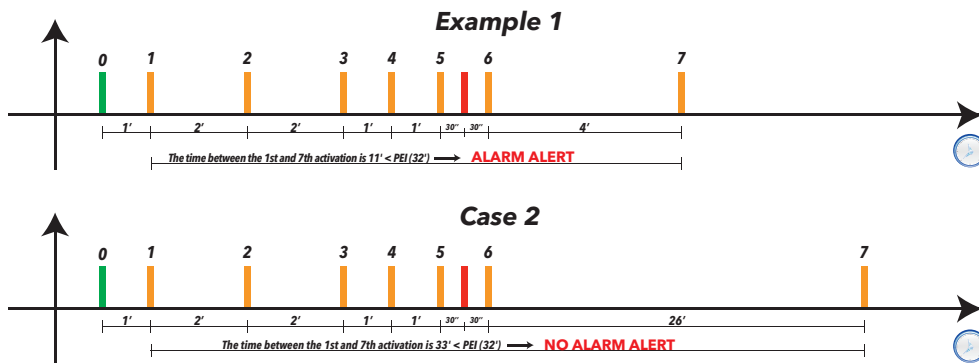 Example 1
0 1 2 3 4 5 6 7
1' 2' 2' 1' 1' 30'' 30'' 4'
The time between the 1st and 7th activation is 11' < PEI (32') ALARM ALERT
Case 2
0 1 2 3 4 5 6 7
1' 2' 2' 1' 1' 30'' 30'' 26'
The time between the 1st and 7th activation is 33' < PEI (32') NO ALARM ALERT